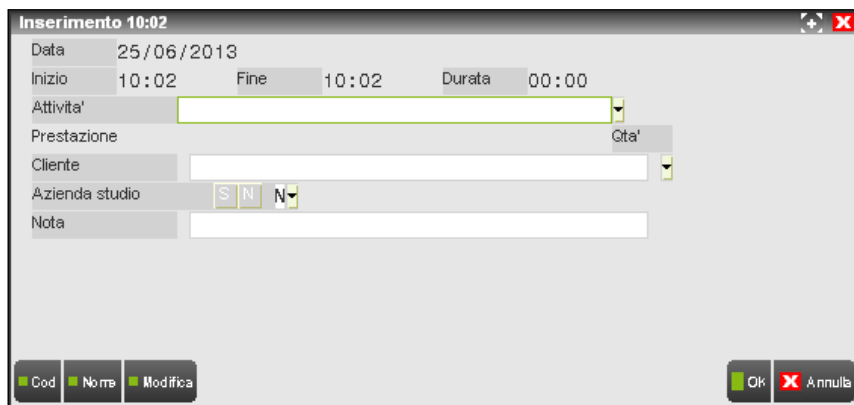 Inserimento 10:02
Data 25/06/2013
Inizio 10:02 Fine 10:02 Durata 00:00
Attivita'
Prestazione Qta'
Cliente
Azienda studio S N N
Nota
Cod Nome Modifica Ok Annulla